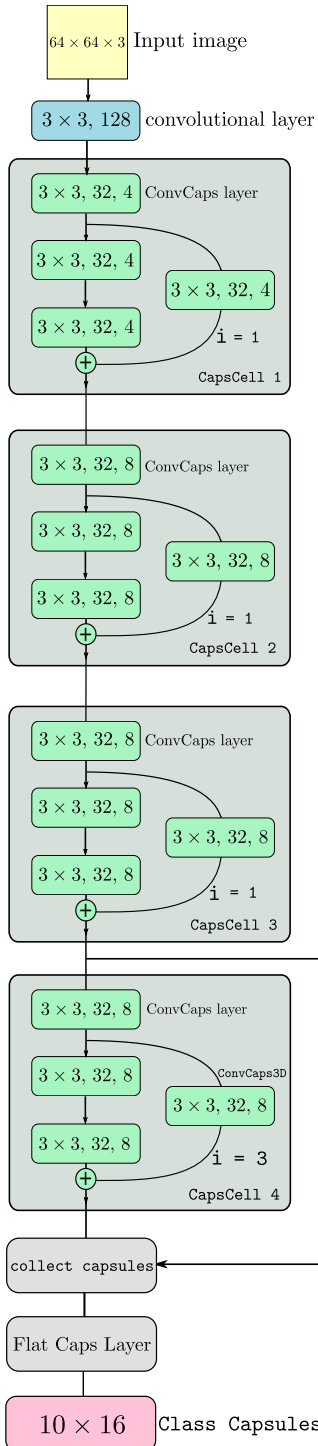 64 × 64 × 3 Input image
3 × 3, 128 convolutional layer
3 × 3, 32, 4 ConvCaps layer
3 × 3, 32, 4
3 × 3, 32, 4
3 × 3, 32, 4
i = 1
+
CapsCell 1
3 × 3, 32, 8 ConvCaps layer
3 × 3, 32, 8
3 × 3, 32, 8
3 × 3, 32, 8
i = 1
+
CapsCell 2
3 × 3, 32, 8 ConvCaps layer
3 × 3, 32, 8
3 × 3, 32, 8
3 × 3, 32, 8
i = 1
+
CapsCell 3
3 × 3, 32, 8 ConvCaps layer
ConvCaps3D
3 × 3, 32, 8
3 × 3, 32, 8
3 × 3, 32, 8
i = 3
+
CapsCell 4
collect capsules
Flat Caps Layer
10 × 16 Class Capsules